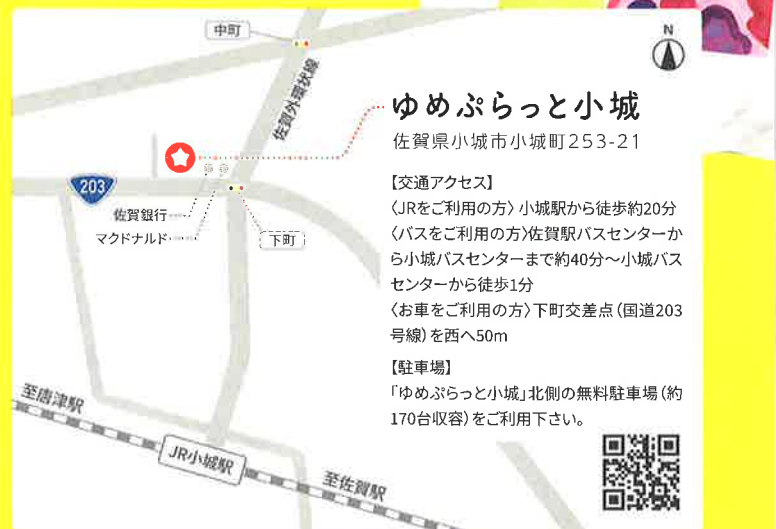 中町
N
佐賀外環状線
ゆめぷらっと小城
佐賀県小城市小城町253-21
203
佐賀銀行
マクドナルド
下町
【交通アクセス】
〈JRをご利用の方〉小城駅から徒歩約20分
〈バスをご利用の方〉佐賀駅バスセンターか
ら小城バスセンターまで約40分〜小城バス
センターから徒歩1分
〈お車をご利用の方〉下町交差点（国道203
号線）を西へ50m
【駐車場】
「ゆめぷらっと小城」北側の無料駐車場（約
170台収容）をご利用下さい。
至唐津駅
JR小城駅
至佐賀駅